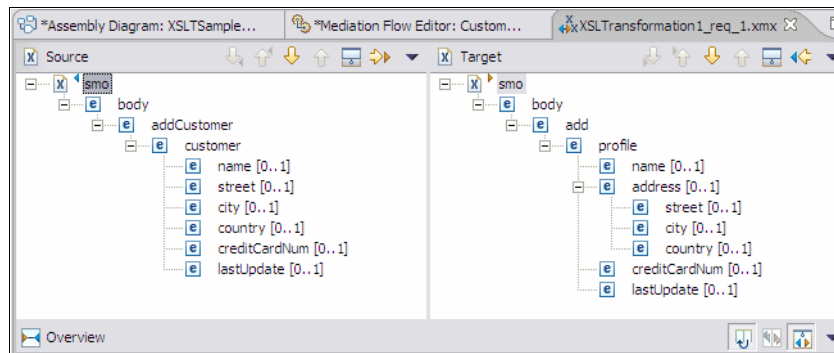 *Assembly Diagram: XSLTSample... *Mediation Flow Editor: Custom... XSLTransformation1_req_1.xmx
Source
smo
body
addCustomer
customer
name [0..1]
street [0..1]
city [0..1]
country [0..1]
creditCardNum [0..1]
lastUpdate [0..1]
Target
smo
body
add
profile
name [0..1]
address [0..1]
street [0..1]
city [0..1]
country [0..1]
creditCardNum [0..1]
lastUpdate [0..1]
Overview